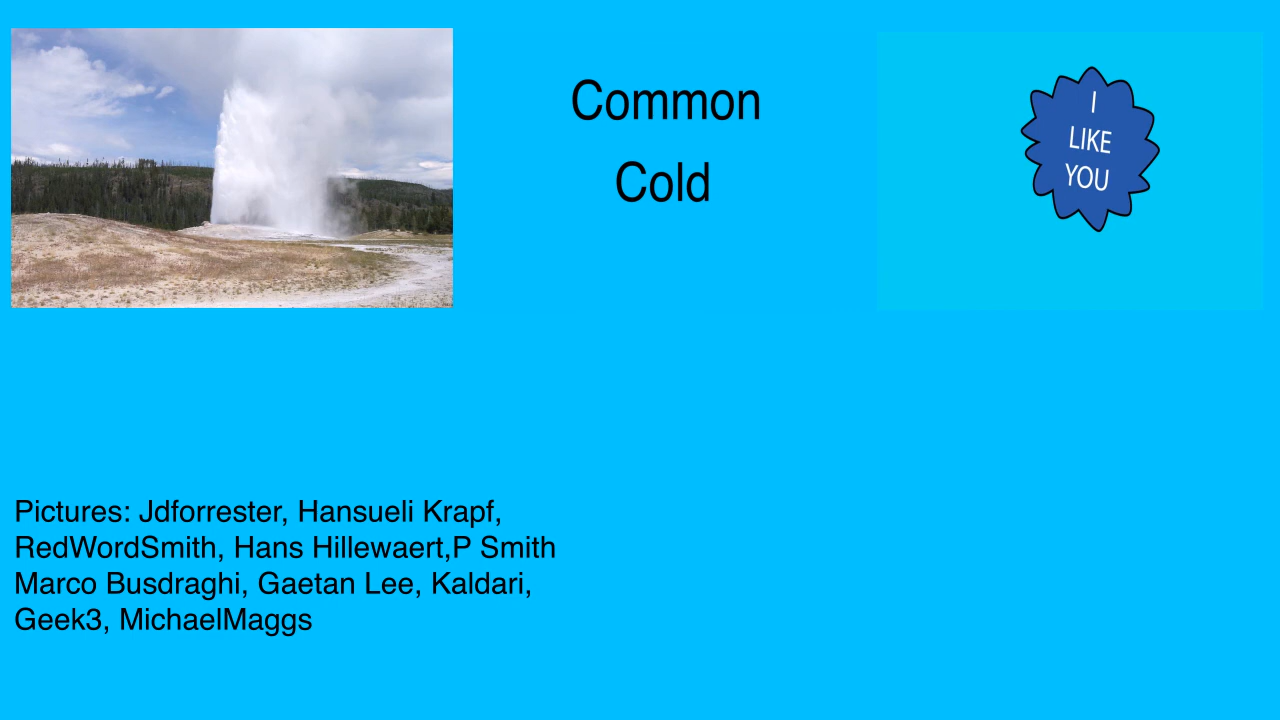 Common
Cold
I
LIKE
YOU
Pictures: Jdforrester, Hansueli Krapf,
RedWordSmith, Hans Hillewaert,P Smith
Marco Busdraghi, Gaetan Lee, Kaldari,
Geek3, MichaelMaggs